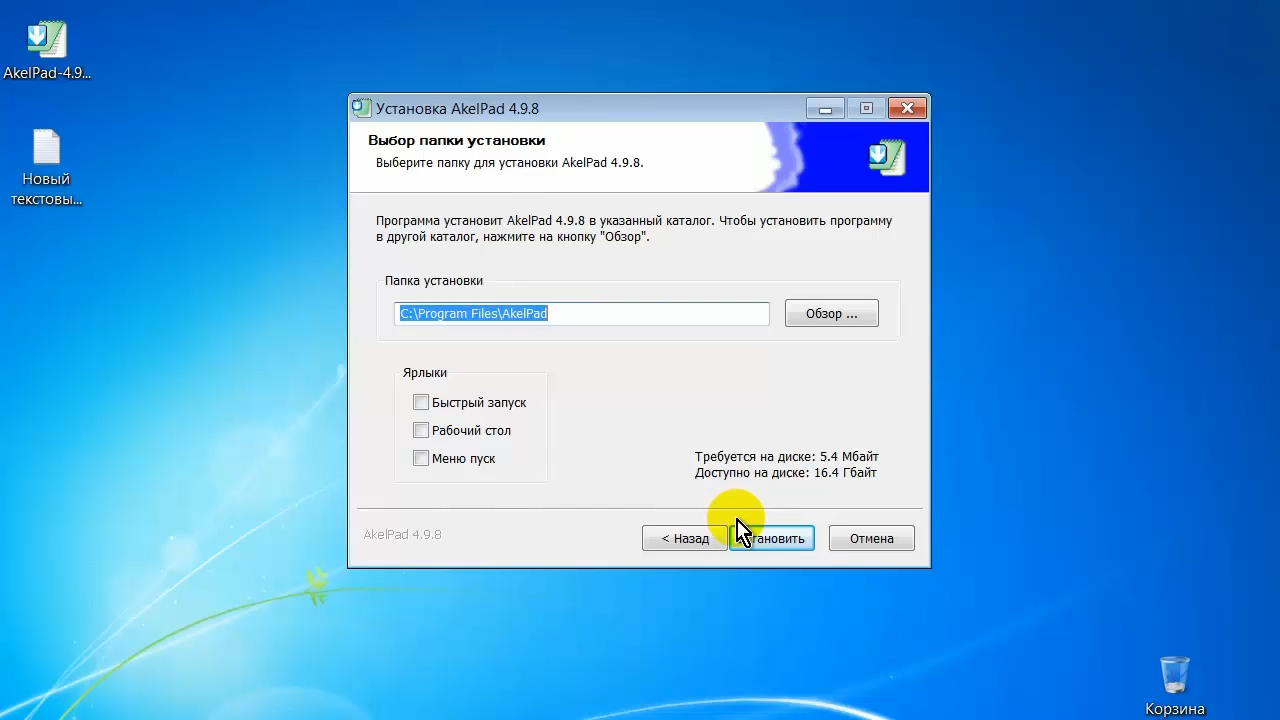 AkelPad-4.9...
Новый
текстовы...
Установка AkelPad 4.9.8
Выбор папки установки
Выберите папку для установки AkelPad 4.9.8.
Программа установит AkelPad 4.9.8 в указанный каталог. Чтобы установить программу
в другой каталог, нажмите на кнопку "Обзор".
Папка установки
C:\Program Files\AkelPad
Обзор ...
Ярлыки
Быстрый запуск
Рабочий стол
Меню пуск
Требуется на диске: 5.4 Мбайт
Доступно на диске: 16.4 Гбайт
AkelPad 4.9.8
< Назад
Отмена
Корзина